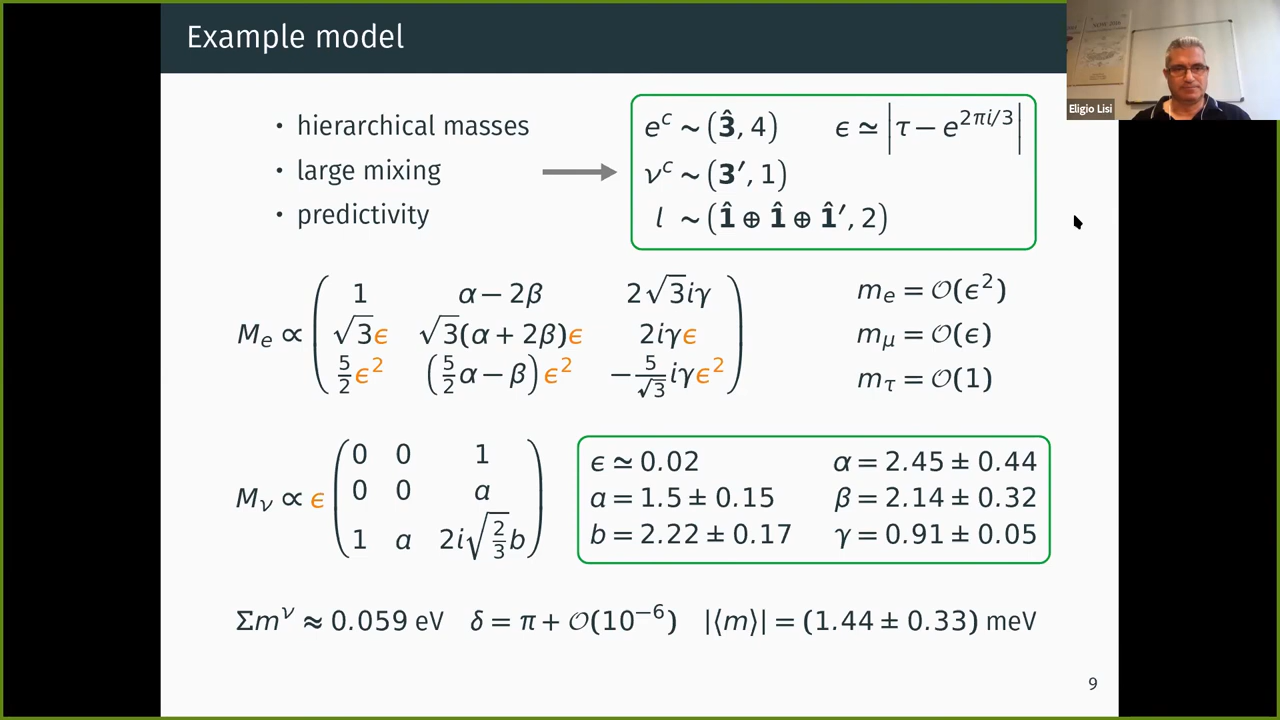 Example model
Eligio Lisi
• hierarchical masses
• large mixing
• predictivity
e^c ~ (3̂, 4) ϵ ≃ |τ − e^{2πi/3}|
ν^c ~ (3′, 1)
l ~ (1̂ ⊕ 1̂ ⊕ 1̂′, 2)
M_e ∝ ( 1 α − 2β 2√3iγ
√3ϵ √3(α + 2β)ϵ 2iγϵ
5/2 ϵ² (5/2 α − β)ϵ² −5/√3 iγϵ² )
m_e = 𝒪(ϵ²)
m_μ = 𝒪(ϵ)
m_τ = 𝒪(1)
M_ν ∝ ϵ ( 0 0 1
0 0 a
1 a 2i√(2/3)b )
ϵ ≃ 0.02 α = 2.45 ± 0.44
a = 1.5 ± 0.15 β = 2.14 ± 0.32
b = 2.22 ± 0.17 γ = 0.91 ± 0.05
Σm^ν ≈ 0.059 eV δ = π + 𝒪(10^{−6}) |⟨m⟩| = (1.44 ± 0.33) meV
9